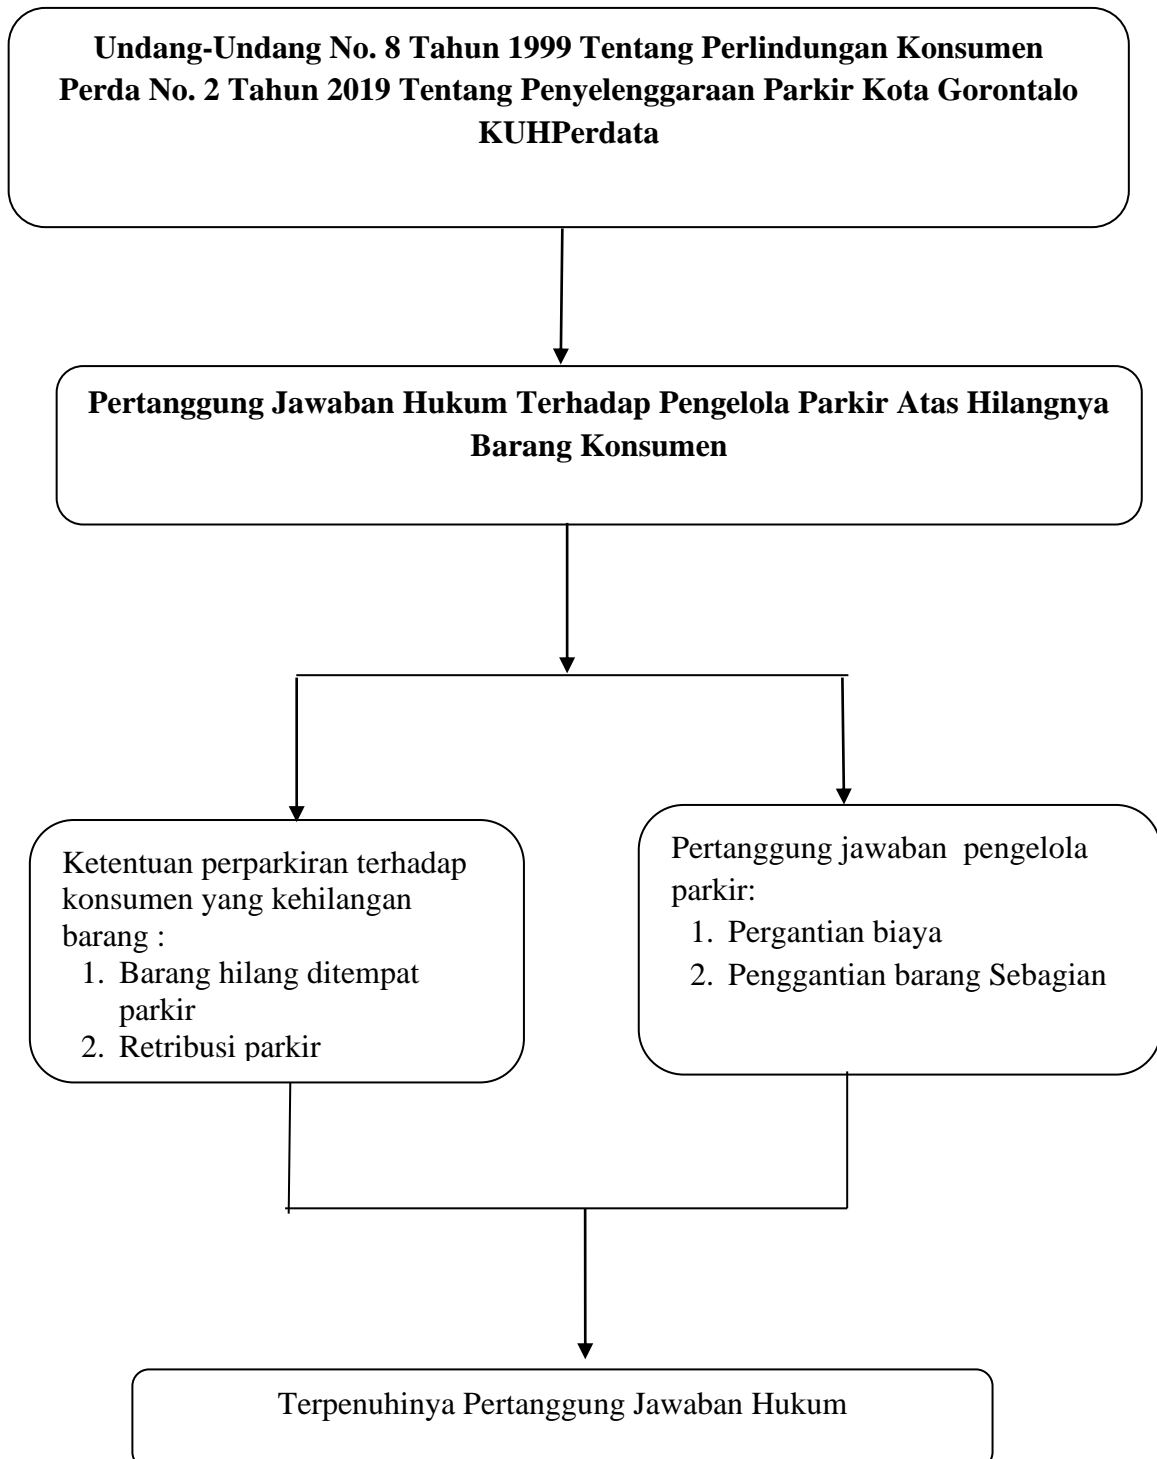 Undang-Undang No. 8 Tahun 1999 Tentang Perlindungan Konsumen
Perda No. 2 Tahun 2019 Tentang Penyelenggaraan Parkir Kota Gorontalo
KUHPerdata
Pertanggung Jawaban Hukum Terhadap Pengelola Parkir Atas Hilangnya
Barang Konsumen
Ketentuan perparkiran terhadap
konsumen yang kehilangan
barang :
1. Barang hilang ditempat
parkir
2. Retribusi parkir
Pertanggung jawaban  pengelola
parkir:
1. Pergantian biaya
2. Penggantian barang Sebagian
Terpenuhinya Pertanggung Jawaban Hukum